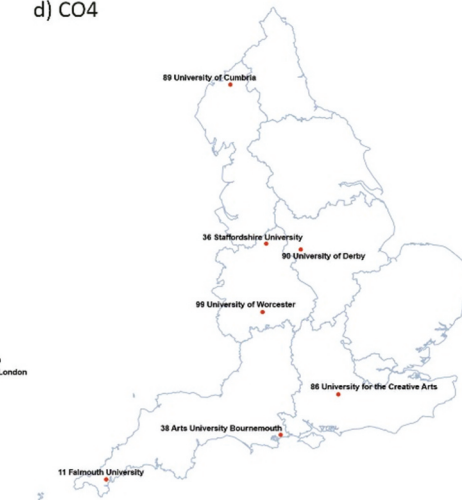 d) CO4
89 University of Cumbria
36 Staffordshire University
90 University of Derby
99 University of Worcester
London
86 University for the Creative Arts
38 Arts University Bournemouth
11 Falmouth University